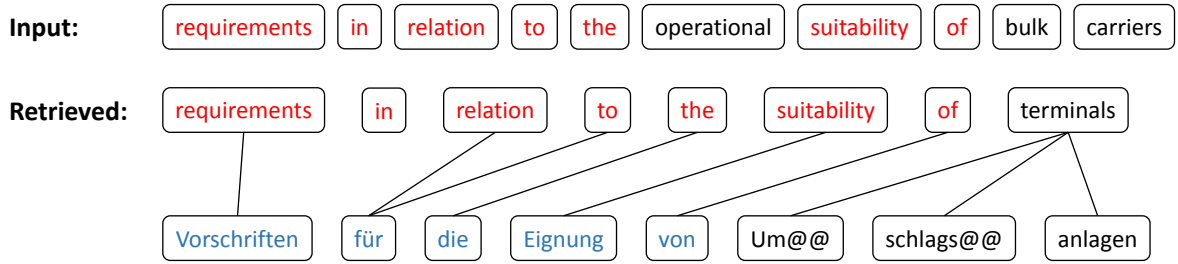 Input: requirements in relation to the operational suitability of bulk carriers
Retrieved: requirements in relation to the suitability of terminals
Vorschriften für die Eignung von Um@@ schlags@@ anlagen